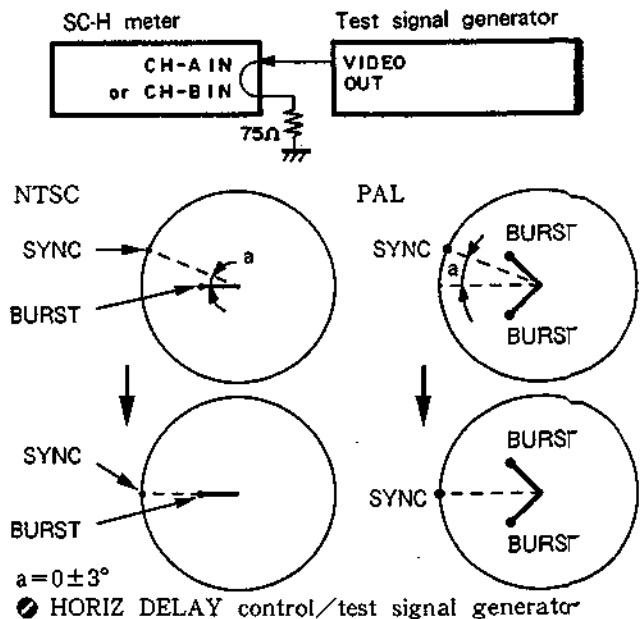 SC-H meter
Test signal generator
CH-A IN
or CH-B IN
VIDEO
OUT
75Ω
NTSC
PAL
SYNC
a
BURST
SYNC
a
BURST
BURST
SYNC
BURST
BURST
SYNC
BURST
a=0±3°
HORIZ DELAY control/test signal generator